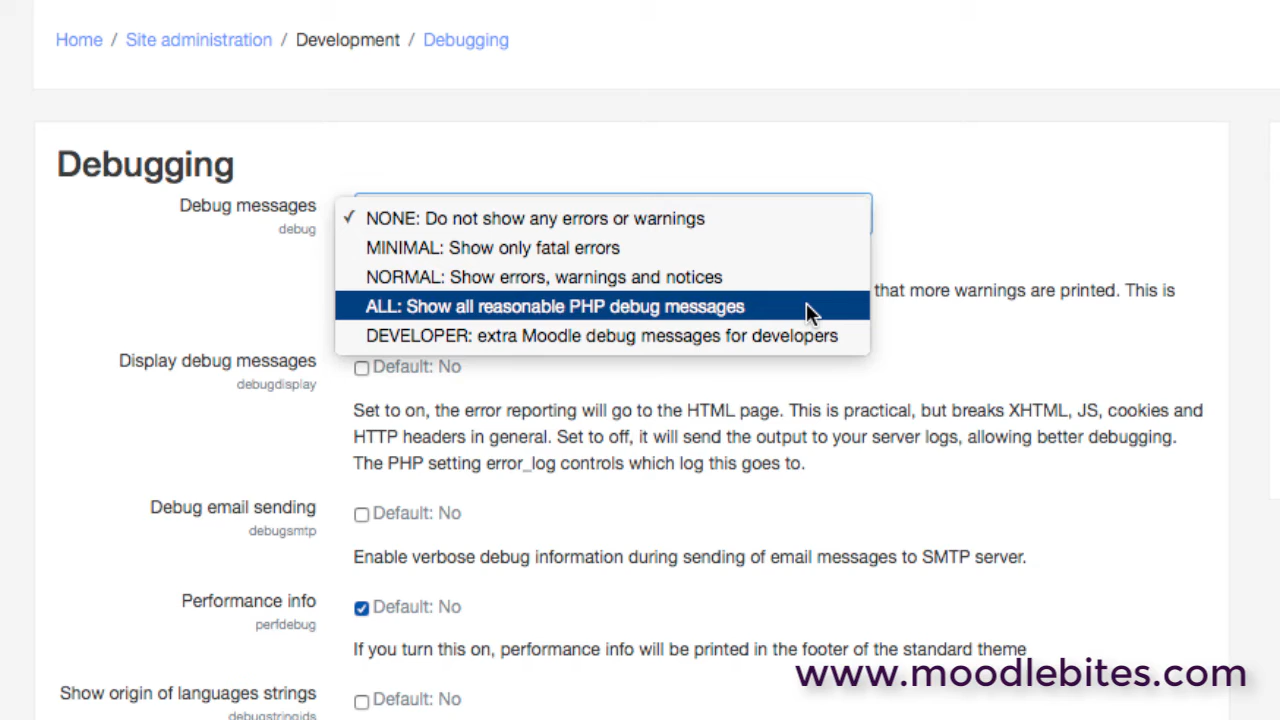 Home / Site administration / Development / Debugging
Debugging
Debug messages
debug
✓ NONE: Do not show any errors or warnings
MINIMAL: Show only fatal errors
NORMAL: Show errors, warnings and notices
ALL: Show all reasonable PHP debug messages
DEVELOPER: extra Moodle debug messages for developers
that more warnings are printed. This is
Display debug messages
debugdisplay
Default: No
Set to on, the error reporting will go to the HTML page. This is practical, but breaks XHTML, JS, cookies and
HTTP headers in general. Set to off, it will send the output to your server logs, allowing better debugging.
The PHP setting error_log controls which log this goes to.
Debug email sending
debugsmtp
Default: No
Enable verbose debug information during sending of email messages to SMTP server.
Performance info
perfdebug
Default: No
If you turn this on, performance info will be printed in the footer of the standard theme
www.moodlebites.com
Show origin of languages strings
debugstringids
Default: No